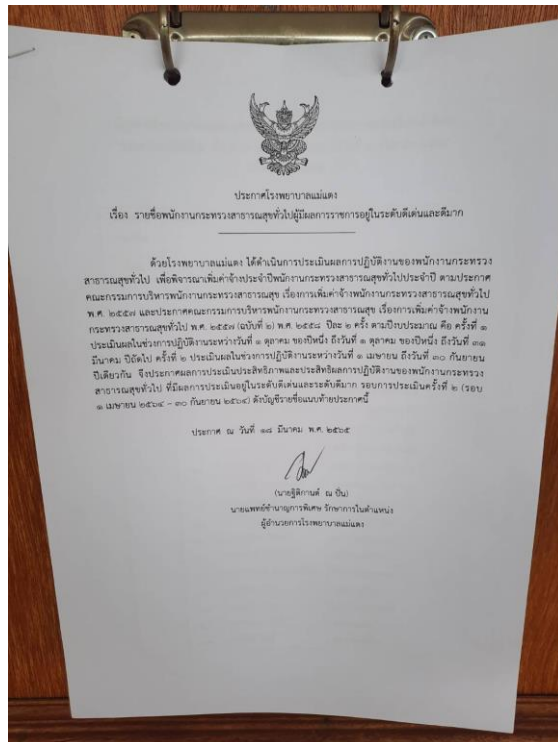 ประกาศโรงพยาบาลแม่แตง
เรื่อง รายชื่อพนักงานกระทรวงสาธารณสุขทั่วไปผู้มีผลการราชการอยู่ในระดับดีเด่นและดีมาก
ด้วยโรงพยาบาลแม่แตง ได้ดำเนินการประเมินผลการปฏิบัติงานของพนักงานกระทรวง
สาธารณสุขทั่วไป เพื่อพิจารณาเพิ่มค่าจ้างประจำปีพนักงานกระทรวงสาธารณสุขทั่วไปประจำปี ตามประกาศ
คณะกรรมการบริหารพนักงานกระทรวงสาธารณสุข เรื่องการเพิ่มค่าจ้างพนักงานกระทรวงสาธารณสุขทั่วไป
พ.ศ. ๒๕๕๗ และประกาศคณะกรรมการบริหารพนักงานกระทรวงสาธารณสุข เรื่องการเพิ่มค่าจ้างพนักงาน
กระทรวงสาธารณสุขทั่วไป พ.ศ. ๒๕๕๗ (ฉบับที่ ๒) พ.ศ. ๒๕๕๘ ปีละ ๒ ครั้ง ตามปีงบประมาณ คือ ครั้งที่ ๑
ประเมินผลในช่วงการปฏิบัติงานระหว่างวันที่ ๑ ตุลาคม ของปีหนึ่ง ถึงวันที่ ๑ ตุลาคม ของปีหนึ่ง ถึงวันที่ ๓๑
มีนาคม ปีถัดไป ครั้งที่ ๒ ประเมินผลในช่วงการปฏิบัติงานระหว่างวันที่ ๑ เมษายน ถึงวันที่ ๓๐ กันยายน
ปีเดียวกัน จึงประกาศผลการประเมินประสิทธิภาพและประสิทธิผลการปฏิบัติงานของพนักงานกระทรวง
สาธารณสุขทั่วไป ที่มีผลการประเมินอยู่ในระดับดีเด่นและระดับดีมาก รอบการประเมินครั้งที่ ๒ (รอบ
๑ เมษายน ๒๕๖๔ – ๓๐ กันยายน ๒๕๖๔) ดังบัญชีรายชื่อแนบท้ายประกาศนี้
ประกาศ ณ วันที่ ๑๘ มีนาคม พ.ศ. ๒๕๖๕
(นายฐิติกานต์ ณ ปั่น)
นายแพทย์ชำนาญการพิเศษ รักษาการในตำแหน่ง
ผู้อำนวยการโรงพยาบาลแม่แตง